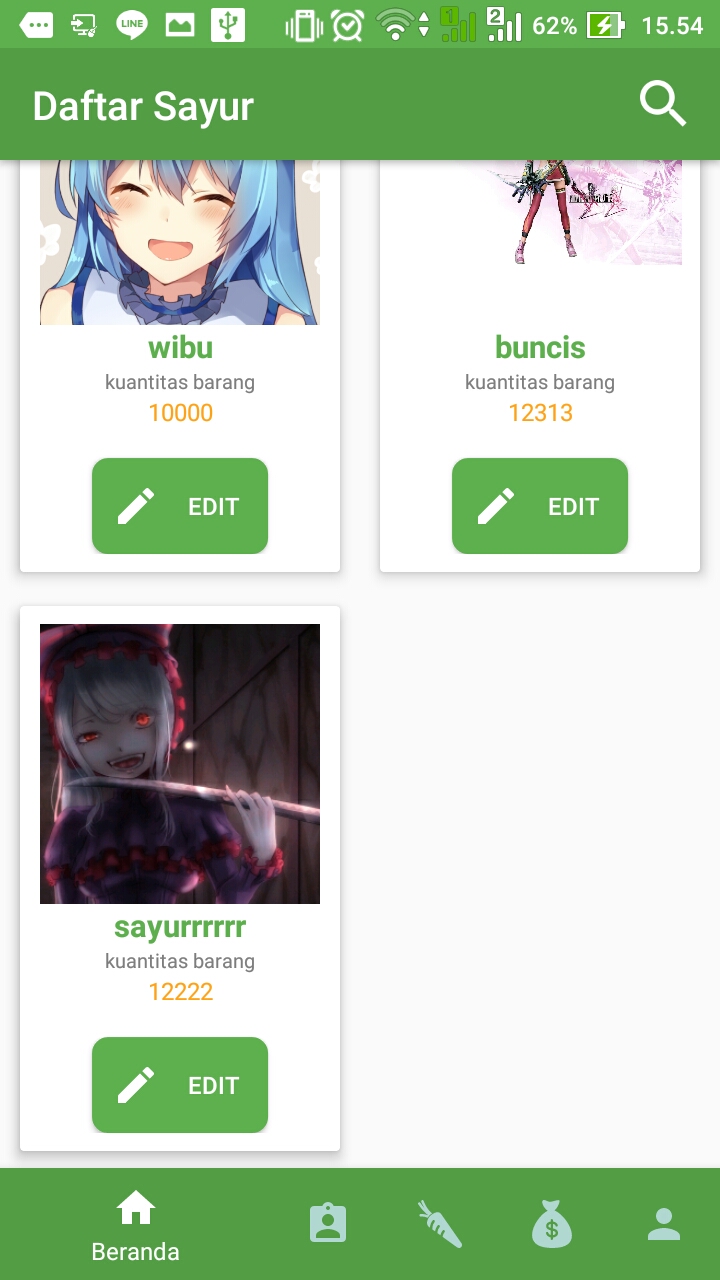 LINE
1
2
62%
15.54
Daftar Sayur
wibu
kuantitas barang
10000
EDIT
buncis
kuantitas barang
12313
EDIT
sayurrrrrr
kuantitas barang
12222
EDIT
$
Beranda